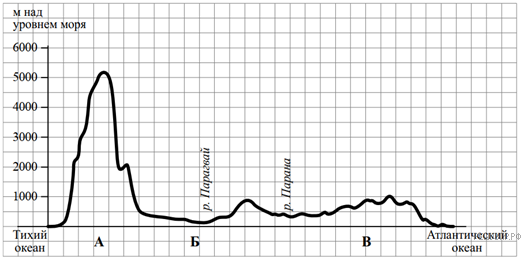 м над
уровнем моря
6000
5000
4000
3000
2000
1000
р. Парагвай
р. Парана
Тихий
океан
А
Б
В
Атлантический
океан